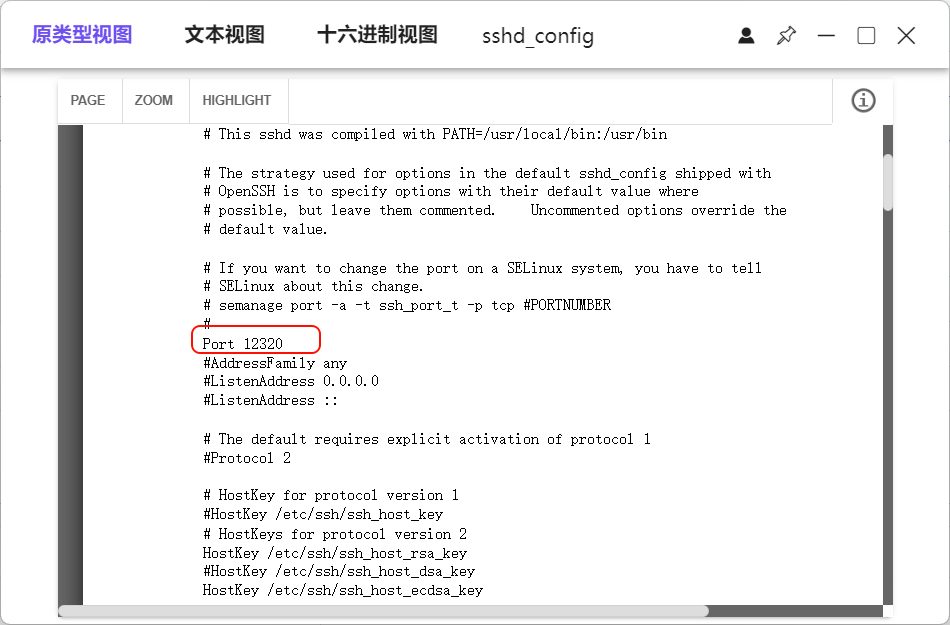 原类型视图 文本视图 十六进制视图 sshd_config
PAGE ZOOM HIGHLIGHT
# This sshd was compiled with PATH=/usr/local/bin:/usr/bin
# The strategy used for options in the default sshd_config shipped with
# OpenSSH is to specify options with their default value where
# possible, but leave them commented. Uncommented options override the
# default value.
# If you want to change the port on a SELinux system, you have to tell
# SELinux about this change.
# semanage port -a -t ssh_port_t -p tcp #PORTNUMBER
#
Port 12320
#AddressFamily any
#ListenAddress 0.0.0.0
#ListenAddress ::
# The default requires explicit activation of protocol 1
#Protocol 2
# HostKey for protocol version 1
#HostKey /etc/ssh/ssh_host_key
# HostKeys for protocol version 2
HostKey /etc/ssh/ssh_host_rsa_key
#HostKey /etc/ssh/ssh_host_dsa_key
HostKey /etc/ssh/ssh_host_ecdsa_key